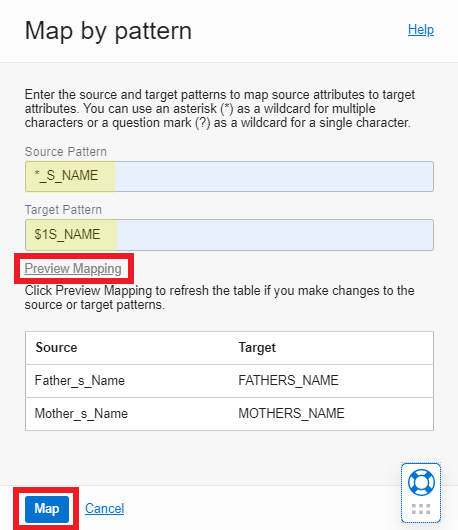 Map by pattern
Help
Enter the source and target patterns to map source attributes to target
attributes. You can use an asterisk (*) as a wildcard for multiple
characters or a question mark (?) as a wildcard for a single character.
Source Pattern
*_S_NAME
Target Pattern
$1S_NAME
Preview Mapping
Click Preview Mapping to refresh the table if you make changes to the
source or target patterns.
Source Target
Father_s_Name FATHERS_NAME
Mother_s_Name MOTHERS_NAME
Map Cancel